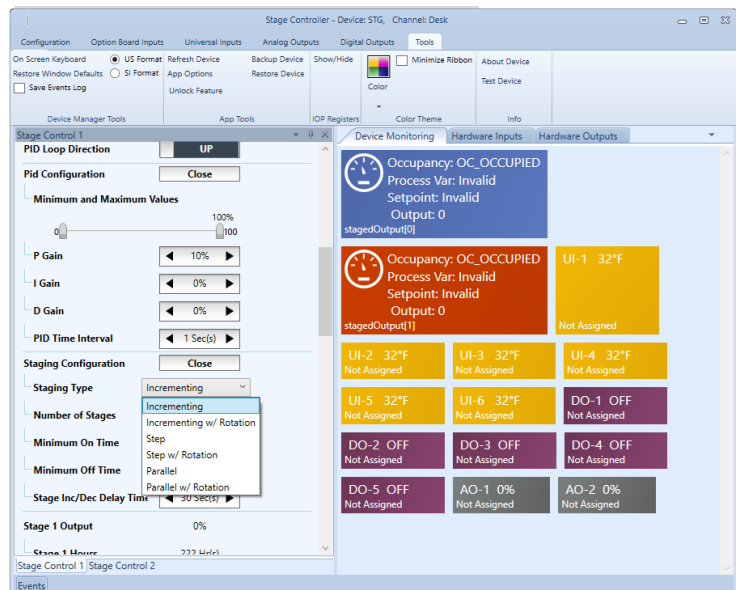 Stage Controller - Device: STG, Channel: Desk
Configuration Option Board Inputs Universal Inputs Analog Outputs Digital Outputs Tools
On Screen Keyboard US Format Refresh Device Backup Device Show/Hide Minimize Ribbon About Device
Restore Window Defaults SI Format App Options Restore Device Test Device
Save Events Log Unlock Feature Color
Device Manager Tools App Tools IOP Registers Color Theme Info
Stage Control 1
PID Loop Direction UP
Pid Configuration Close
Minimum and Maximum Values
100%
0 100
P Gain 10%
I Gain 0%
D Gain 0%
PID Time Interval 1 Sec(s)
Staging Configuration Close
Staging Type Incrementing
Number of Stages
Minimum On Time
Minimum Off Time
Incrementing
Incrementing w/ Rotation
Step
Step w/ Rotation
Parallel
Parallel w/ Rotation
Stage Inc/Dec Delay Time 30 Sec(s)
Stage 1 Output 0%
Stage 1 Hours 222 Hr(s)
Stage Control 1 Stage Control 2
Events
Device Monitoring Hardware Inputs Hardware Outputs
Occupancy: OC_OCCUPIED
Process Var: Invalid
Setpoint: Invalid
Output: 0
stagedOutput[0]
Occupancy: OC_OCCUPIED
Process Var: Invalid
Setpoint: Invalid
Output: 0
stagedOutput[1]
UI-1 32°F
Not Assigned
UI-2 32°F UI-3 32°F UI-4 32°F
Not Assigned Not Assigned Not Assigned
UI-5 32°F UI-6 32°F DO-1 OFF
Not Assigned Not Assigned Not Assigned
DO-2 OFF DO-3 OFF DO-4 OFF
Not Assigned Not Assigned Not Assigned
DO-5 OFF AO-1 0% AO-2 0%
Not Assigned Not Assigned Not Assigned